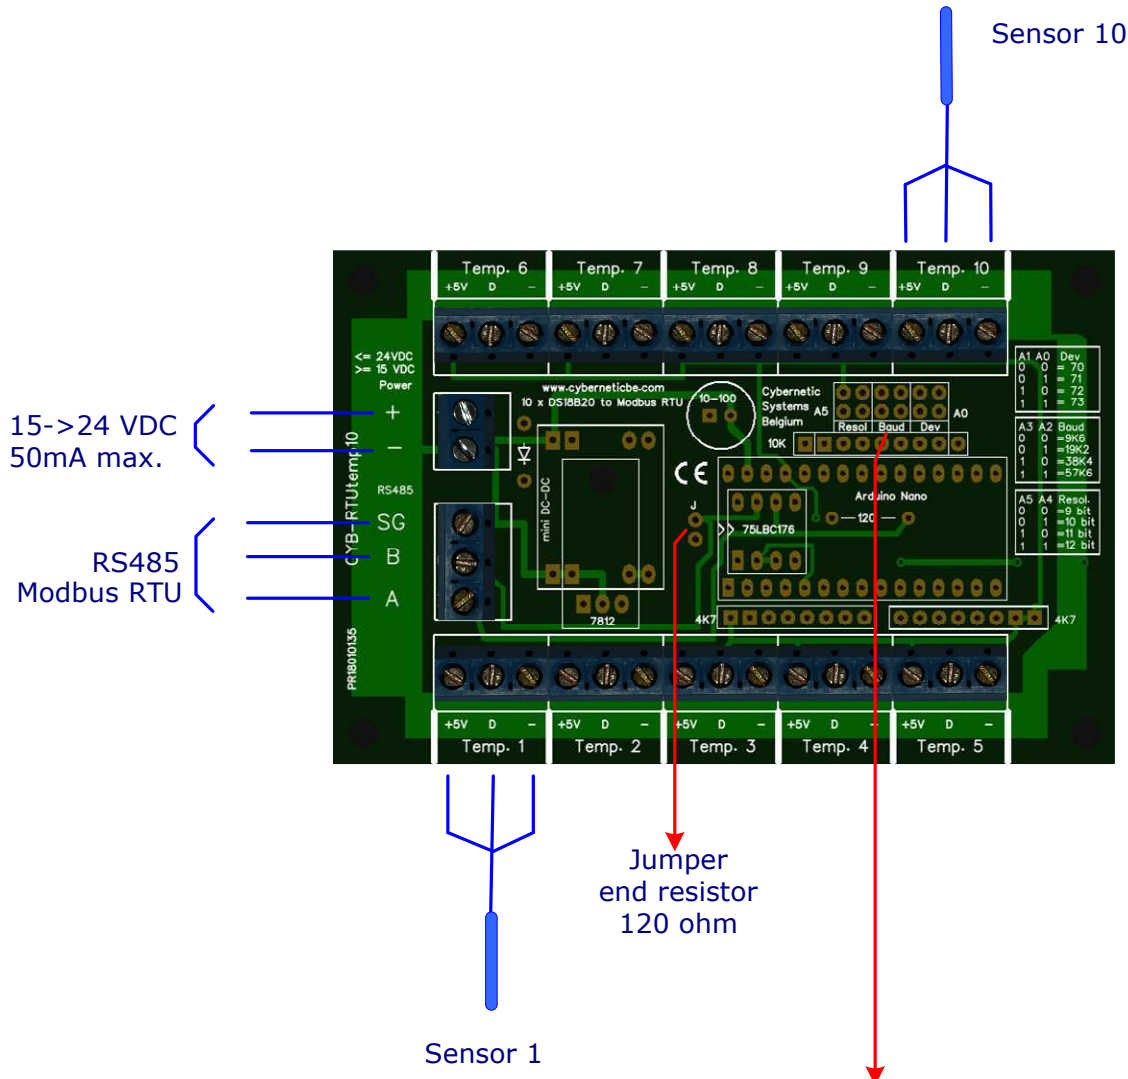 Sensor 10
Temp. 6 Temp. 7 Temp. 8 Temp. 9 Temp. 10
+5V D - +5V D - +5V D - +5V D - +5V D -
<= 24VDC
>= 15 VDC
Power
+
-
15->24 VDC
50mA max.
www.cyberneticbe.com
10 x DS18B20 to Modbus RTU
10-100
Cybernetic
Systems
Belgium
A5
A0
Resol Baud Dev
10K
A1 A0 Dev
0 0 = 70
0 1 = 71
1 0 = 72
1 1 = 73
A3 A2 Baud
0 0 =9K6
0 1 =19K2
1 0 =38K4
1 1 =57K6
A5 A4 Resol.
0 0 =9 bit
0 1 =10 bit
1 0 =11 bit
1 1 =12 bit
CYB-RTUtemp10
RS485
SG
B
A
RS485
Modbus RTU
mini DC-DC
CE
J
Arduino Nano
>> 75LBC176
-120-
7812
4K7
4K7
PR18010135
+5V D - +5V D - +5V D - +5V D - +5V D -
Temp. 1 Temp. 2 Temp. 3 Temp. 4 Temp. 5
Jumper
end resistor
120 ohm
Sensor 1